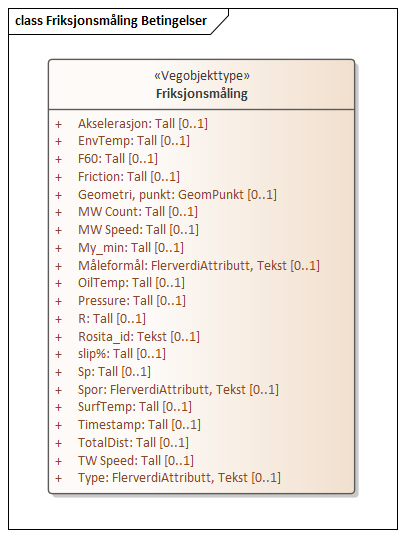 class Friksjonsmåling Betingelser
«Vegobjekttype»
Friksjonsmåling
+ Akselerasjon: Tall [0..1]
+ EnvTemp: Tall [0..1]
+ F60: Tall [0..1]
+ Friction: Tall [0..1]
+ Geometri, punkt: GeomPunkt [0..1]
+ MW Count: Tall [0..1]
+ MW Speed: Tall [0..1]
+ My_min: Tall [0..1]
+ Måleformål: FlerverdiAttributt, Tekst [0..1]
+ OilTemp: Tall [0..1]
+ Pressure: Tall [0..1]
+ R: Tall [0..1]
+ Rosita_id: Tekst [0..1]
+ slip%: Tall [0..1]
+ Sp: Tall [0..1]
+ Spor: FlerverdiAttributt, Tekst [0..1]
+ SurfTemp: Tall [0..1]
+ Timestamp: Tall [0..1]
+ TotalDist: Tall [0..1]
+ TW Speed: Tall [0..1]
+ Type: FlerverdiAttributt, Tekst [0..1]